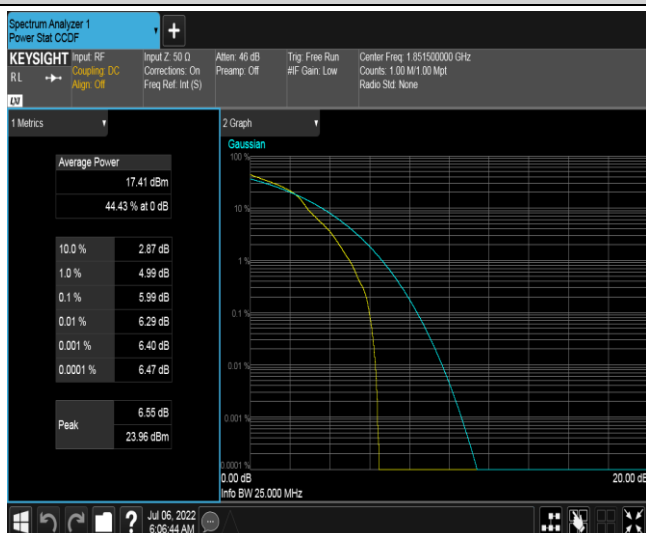 Spectrum Analyzer 1
Power Stat CCDF
+
KEYSIGHT
RL
LXI
Input: RF
Coupling: DC
Align: Off
Input Z: 50 Ω
Corrections: On
Freq Ref: Int (S)
Atten: 46 dB
Preamp: Off
Trig: Free Run
#IF Gain: Low
Center Freq: 1.851500000 GHz
Counts: 1.00 M/1.00 Mpt
Radio Std: None
1 Metrics
Average Power
17.41 dBm
44.43 % at 0 dB
10.0 % 2.87 dB
1.0 % 4.99 dB
0.1 % 5.99 dB
0.01 % 6.29 dB
0.001 % 6.40 dB
0.0001 % 6.47 dB
Peak
6.55 dB
23.96 dBm
2 Graph
Gaussian
100 %
10 %
1 %
0.1 %
0.01 %
0.001 %
0.0001 %
0.00 dB 20.00 dB
Info BW 25.000 MHz
?
Jul 06, 2022
6:06:44 AM